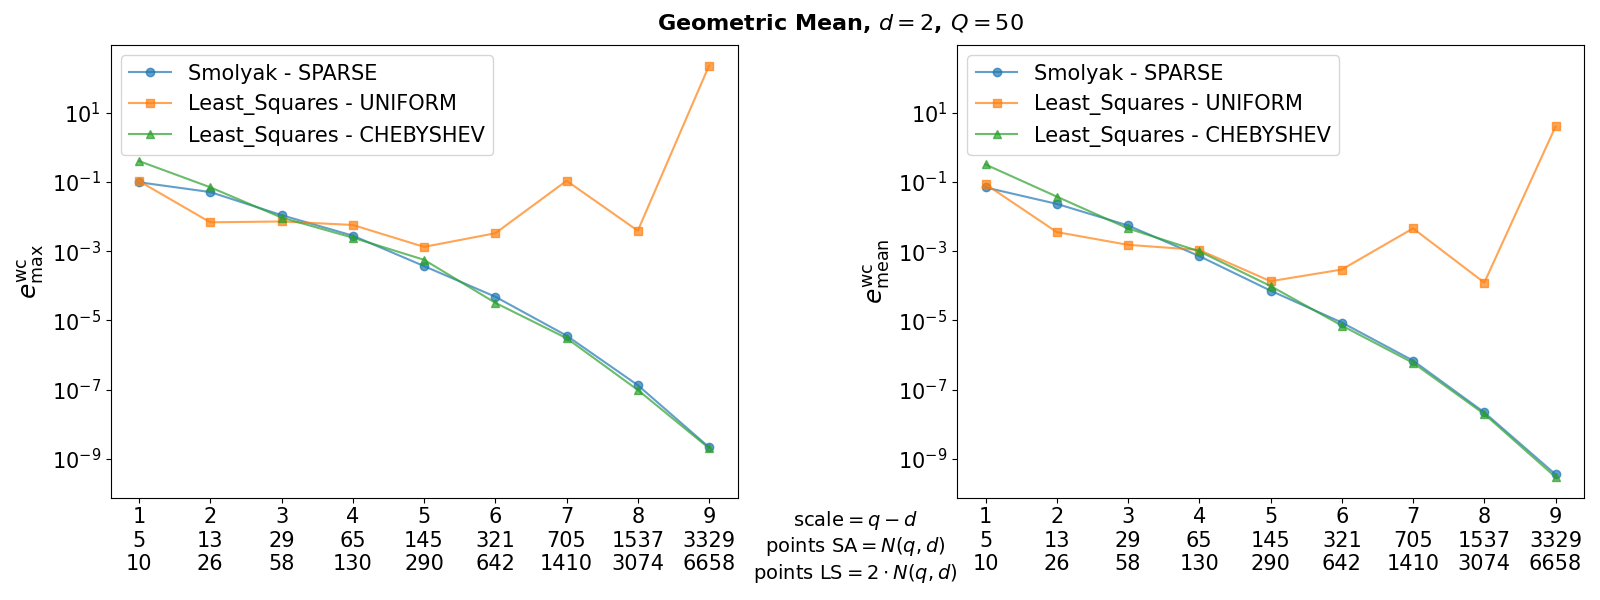 Geometric Mean, d = 2, Q = 50
Smolyak - SPARSE
Least_Squares - UNIFORM
Least_Squares - CHEBYSHEV
10^1
10^−1
10^−3
10^−5
10^−7
10^−9
e_max^wc
1 2 3 4 5 6 7 8 9
5 13 29 65 145 321 705 1537 3329
10 26 58 130 290 642 1410 3074 6658
scale = q − d
points SA = N(q, d)
points LS = 2 · N(q, d)
Smolyak - SPARSE
Least_Squares - UNIFORM
Least_Squares - CHEBYSHEV
10^1
10^−1
10^−3
10^−5
10^−7
10^−9
e_mean^wc
1 2 3 4 5 6 7 8 9
5 13 29 65 145 321 705 1537 3329
10 26 58 130 290 642 1410 3074 6658